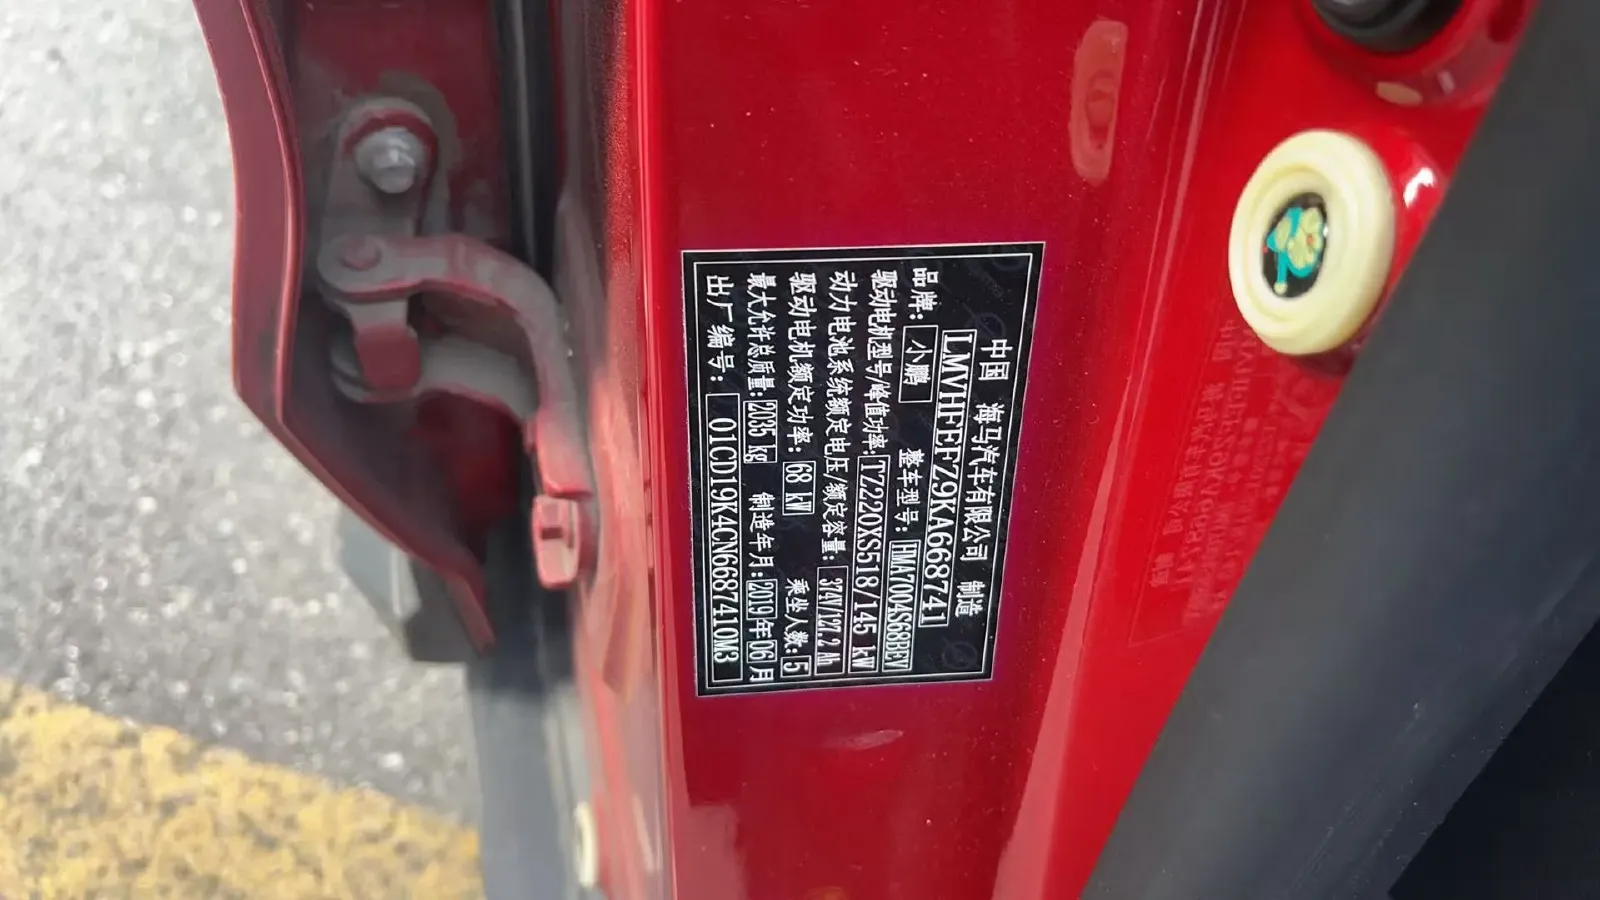 中国 海马汽车有限公司 制造
LMVHFEFZ9KA668741
品牌: 小鹏 整车型号: HMA7004S68BEV
驱动电机型号/峰值功率: TZ220XS518/145 kW
动力电池系统额定电压/额定容量: 374V/127.2 Ah
驱动电机额定功率: 68 kW 乘坐人数: 5
最大允许总质量: 2035 kg 制造年月: 2019年06月
出厂编号: 01CD19K4CN6687410M3